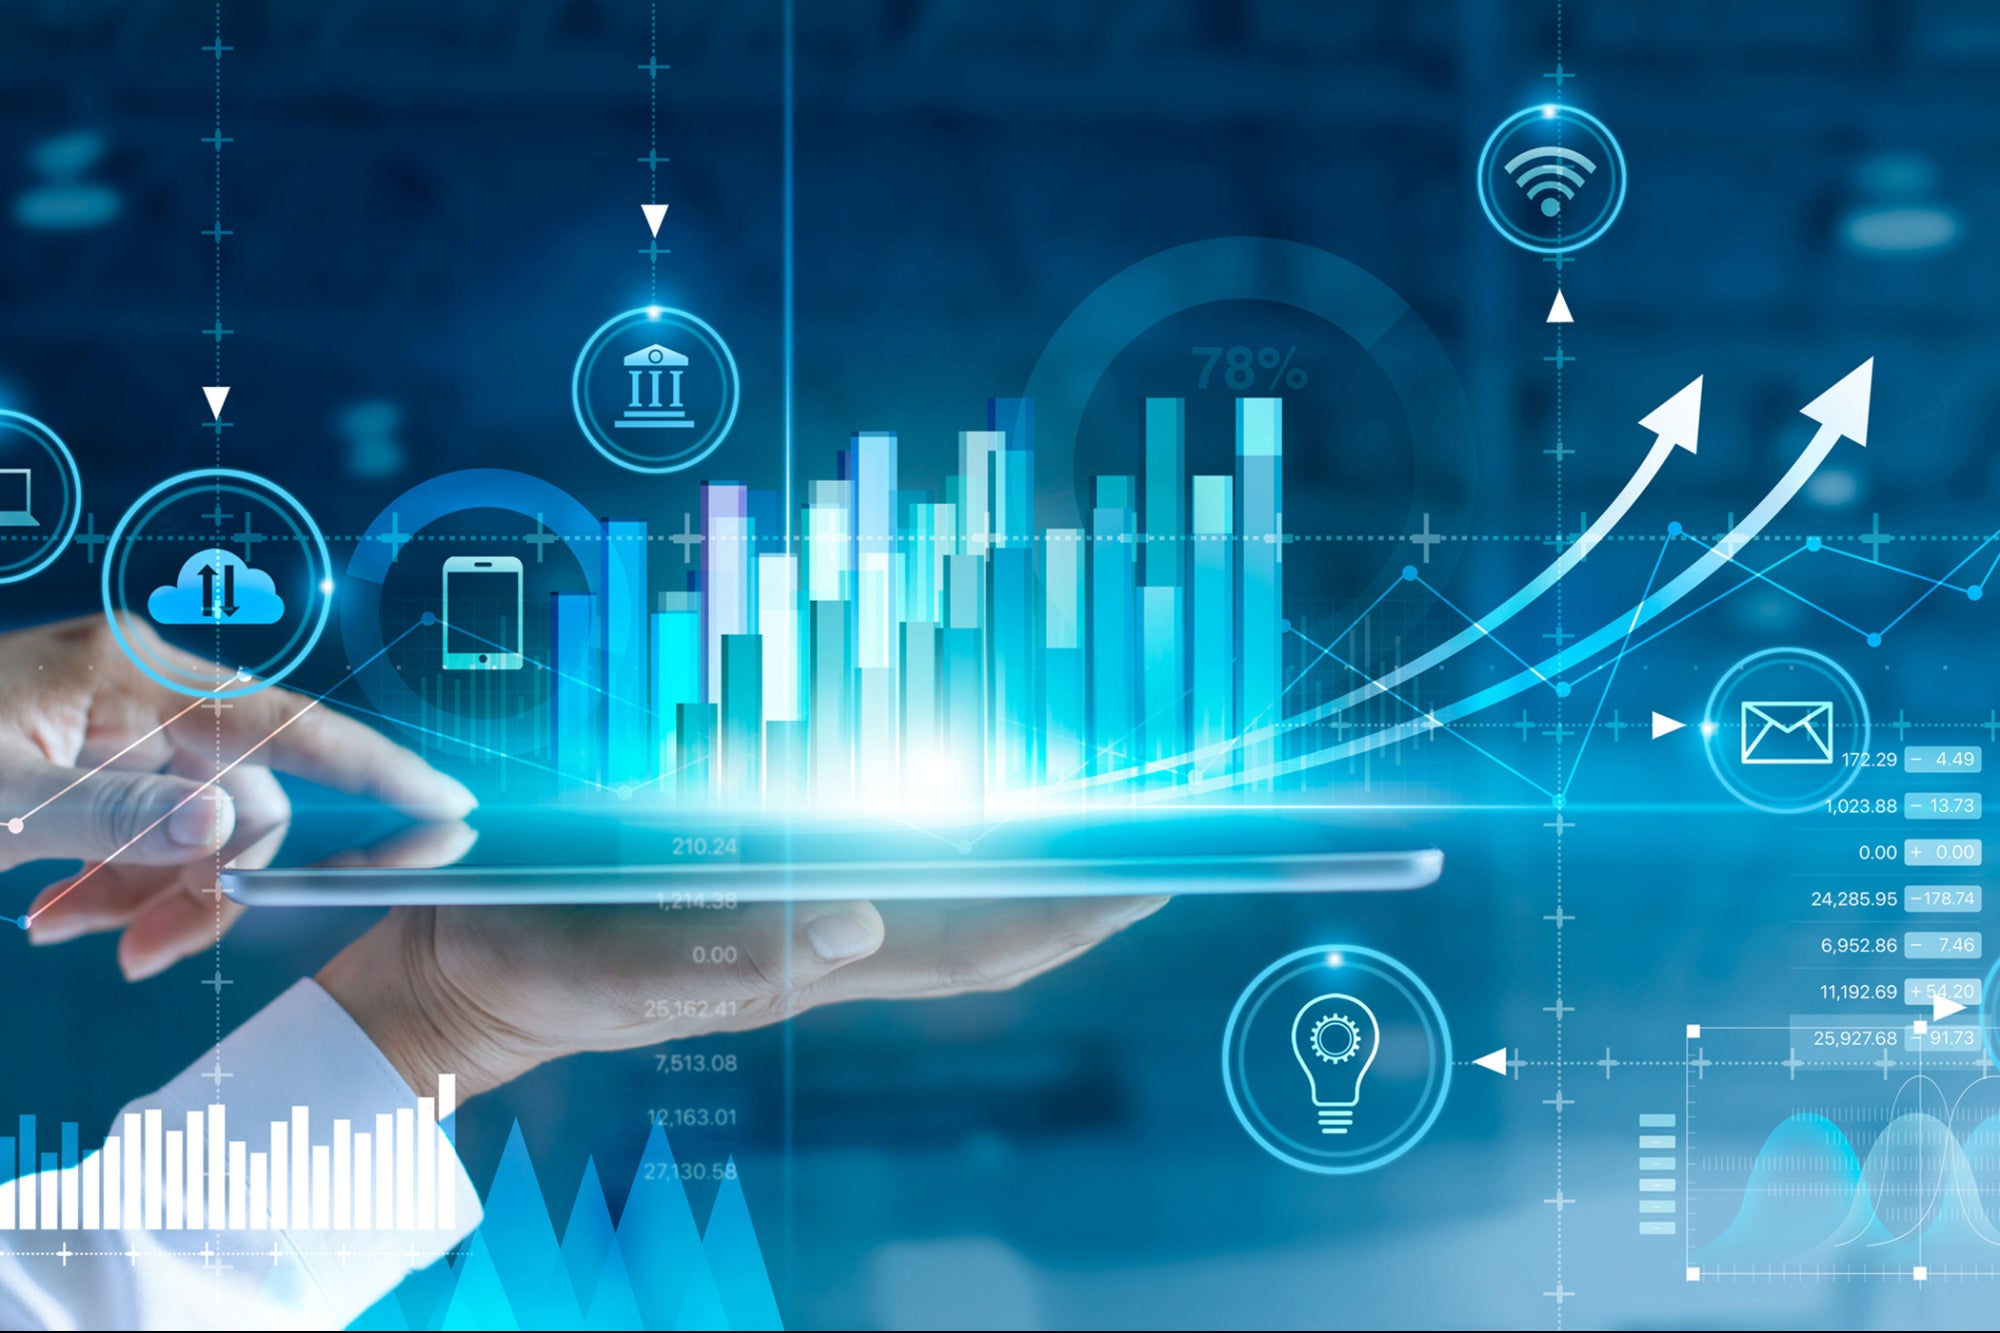 78%
172.29 − 4.49
1,023.88 − 13.73
0.00 + 0.00
24,285.95 −178.74
6,952.86 − 7.46
11,192.69 +54.20
25,927.68 − 91.73
210.24
1,214.38
0.00
25,162.41
7,513.08
12,163.01
27,130.58